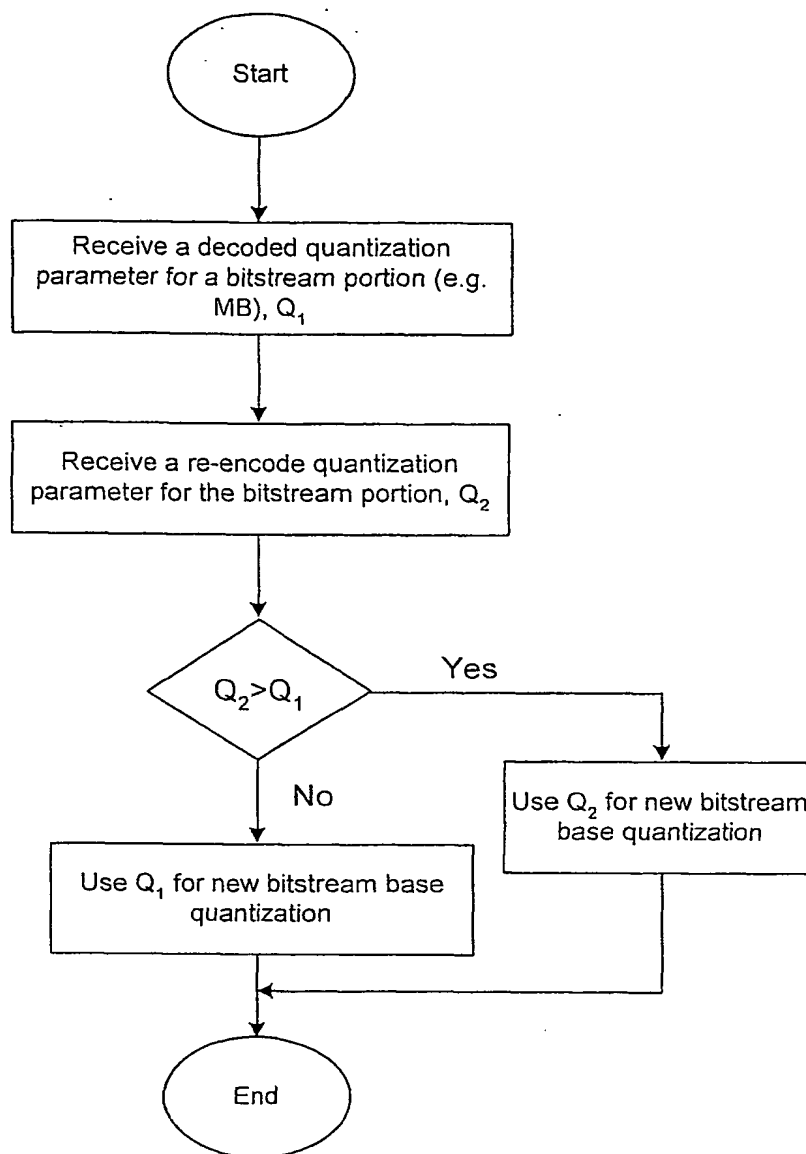 Start
Receive a decoded quantization
parameter for a bitstream portion (e.g.
MB), Q₁
Receive a re-encode quantization
parameter for the bitstream portion, Q₂
Q₂>Q₁
Yes
No
Use Q₂ for new bitstream
base quantization
Use Q₁ for new bitstream base
quantization
End